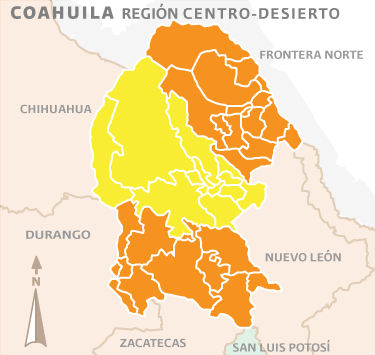 COAHUILA REGIÓN CENTRO-DESIERTO
FRONTERA NORTE
CHIHUAHUA
DURANGO
NUEVO LEÓN
N
ZACATECAS
SAN LUIS POTOSÍ